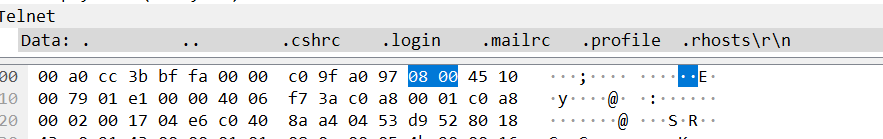 Telnet
Data: .          ..          .cshrc    .login     .mailrc   .profile  .rhosts\r\n
00  00 a0 cc 3b bf fa 00 00  c0 9f a0 97 08 00 45 10   ···;···· ······E·
10  00 79 01 e1 00 00 40 06  f7 3a c0 a8 00 01 c0 a8   ·y····@· ·:······
20  00 02 00 17 04 e6 c0 40  8a a4 04 53 d9 52 80 18   ·······@ ···S·R··